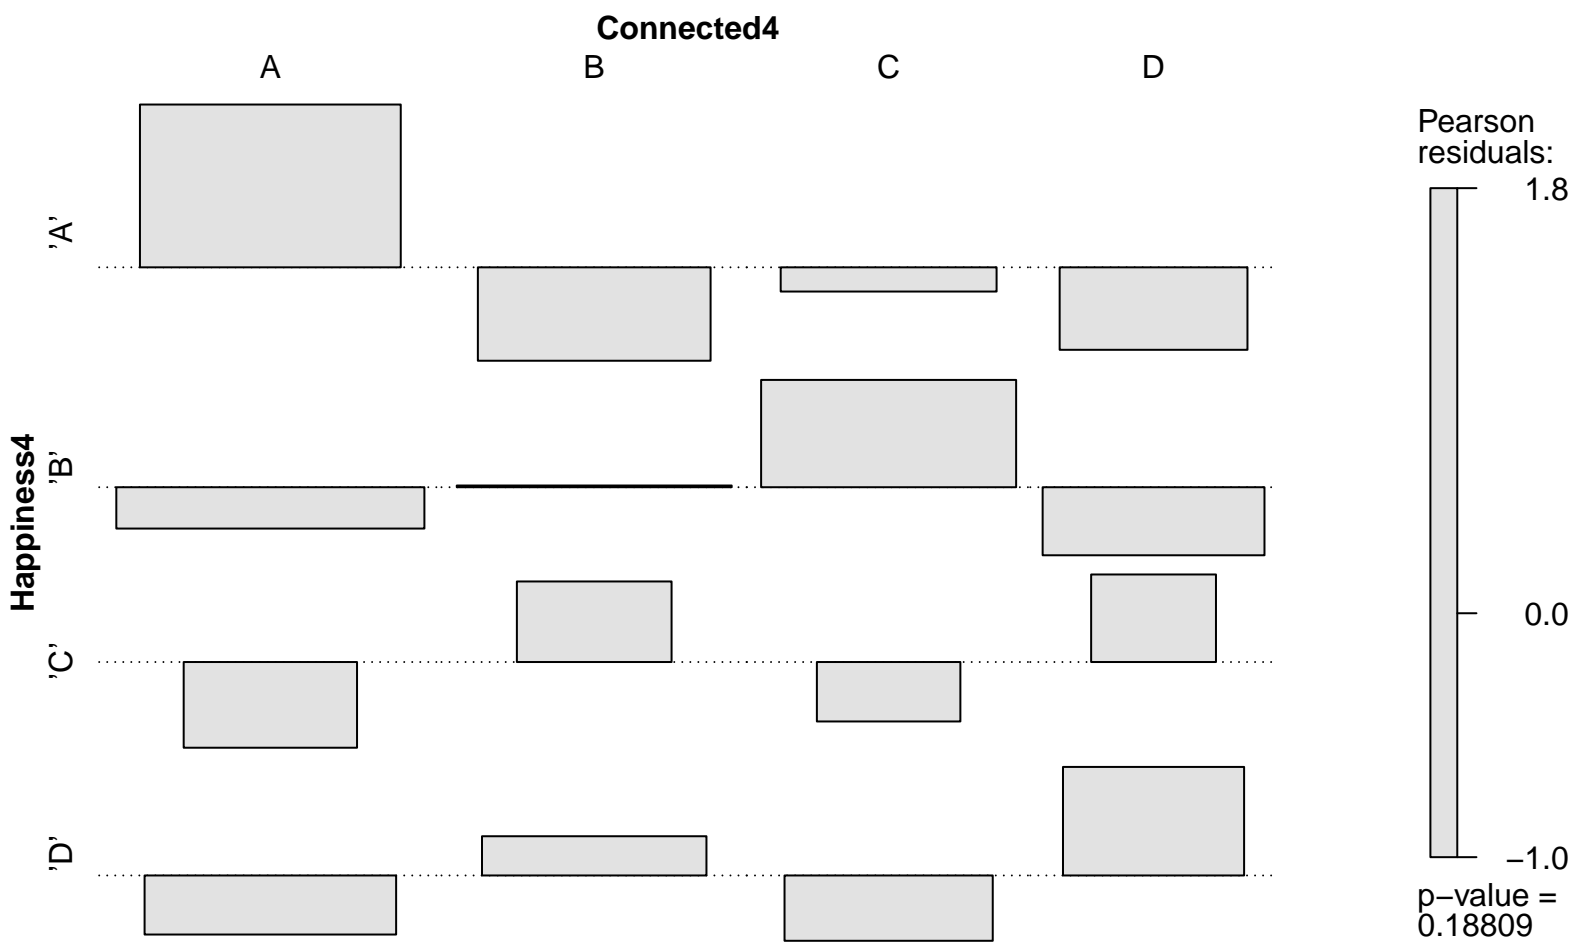 Connected4
A B C D
Happiness4
’A’
’B’
’C’
’D’
Pearson
residuals:
1.8
0.0
−1.0
p−value =
0.18809